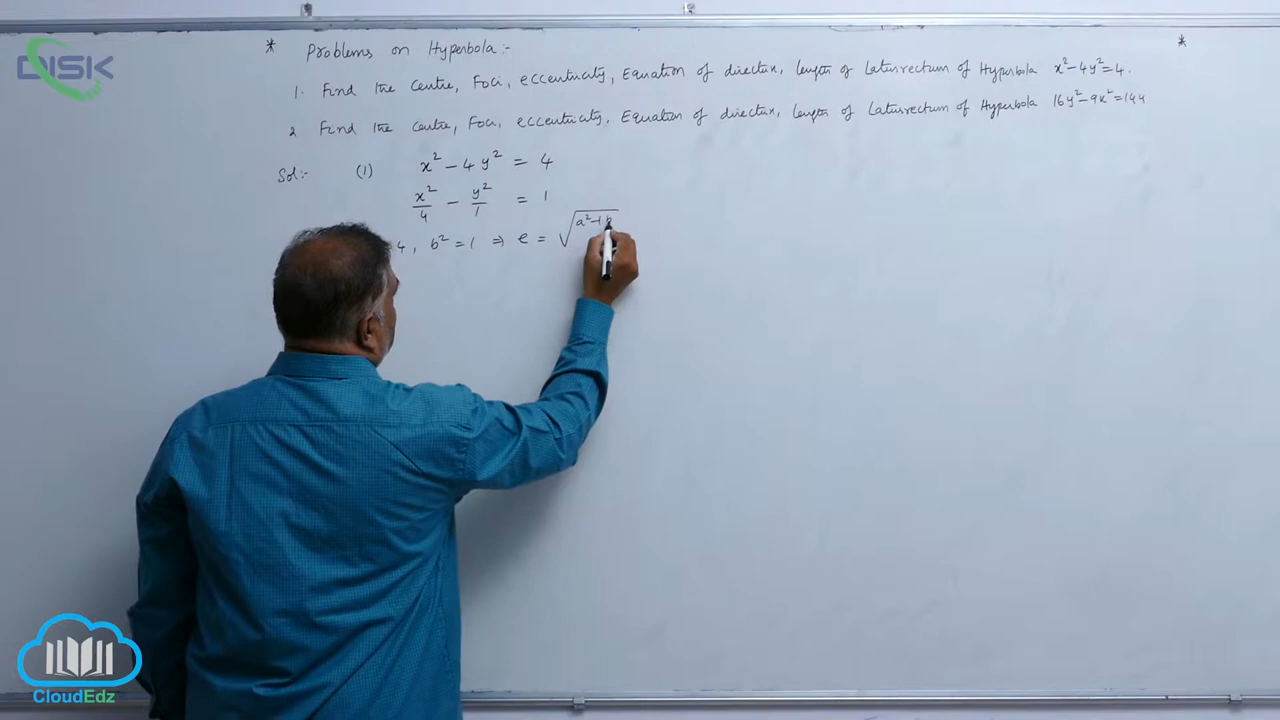 DISK
* Problems on Hyperbola :- *
1. Find the Centre, Foci, eccentricity, Equation of directrix, length of Latusrectum of Hyperbola x²-4y²=4.
2 Find the Centre, Foci, eccentricity, Equation of directrix, length of Latusrectum of Hyperbola 16y²-9x²=144
Sol:- (1) x² - 4y² = 4
x²/4 - y²/1 = 1
4, b² = 1 ⇒ e = √a²+b
CloudEdz